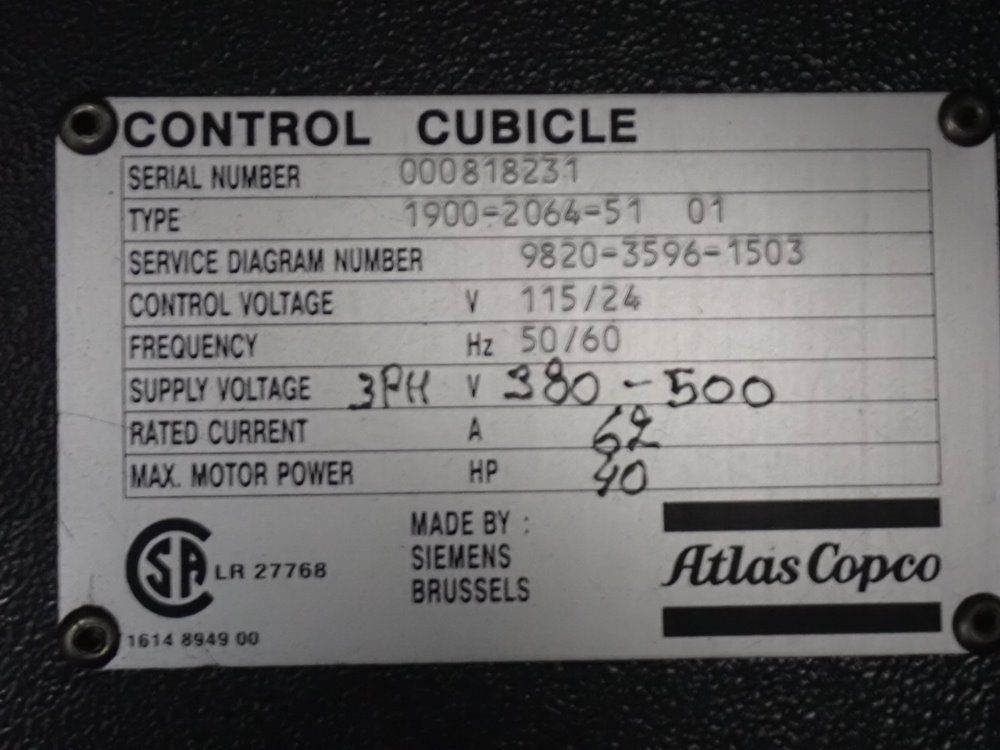 CONTROL CUBICLE
SERIAL NUMBER 000818231
TYPE 1900-2064-51 01
SERVICE DIAGRAM NUMBER 9820-3596-1503
CONTROL VOLTAGE V 115/24
FREQUENCY Hz 50/60
SUPPLY VOLTAGE 3PH V 380-500
RATED CURRENT A 62
MAX. MOTOR POWER HP 40
CSA LR 27768
MADE BY :
SIEMENS
BRUSSELS
Atlas Copco
1614 8949 00